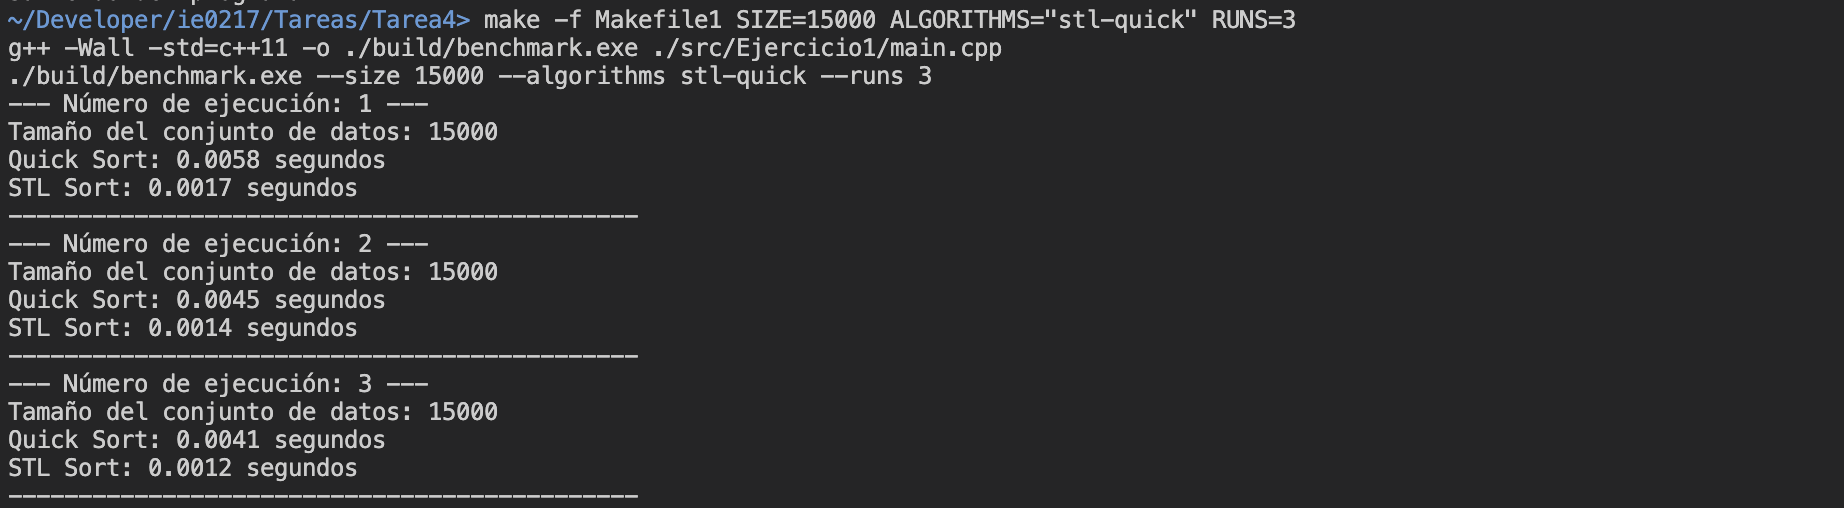 ~/Developer/ie0217/Tareas/Tarea4> make -f Makefile1 SIZE=15000 ALGORITHMS="stl-quick" RUNS=3
g++ -Wall -std=c++11 -o ./build/benchmark.exe ./src/Ejercicio1/main.cpp
./build/benchmark.exe --size 15000 --algorithms stl-quick --runs 3
--- Número de ejecución: 1 ---
Tamaño del conjunto de datos: 15000
Quick Sort: 0.0058 segundos
STL Sort: 0.0017 segundos
---------------------------------------------
--- Número de ejecución: 2 ---
Tamaño del conjunto de datos: 15000
Quick Sort: 0.0045 segundos
STL Sort: 0.0014 segundos
---------------------------------------------
--- Número de ejecución: 3 ---
Tamaño del conjunto de datos: 15000
Quick Sort: 0.0041 segundos
STL Sort: 0.0012 segundos
---------------------------------------------